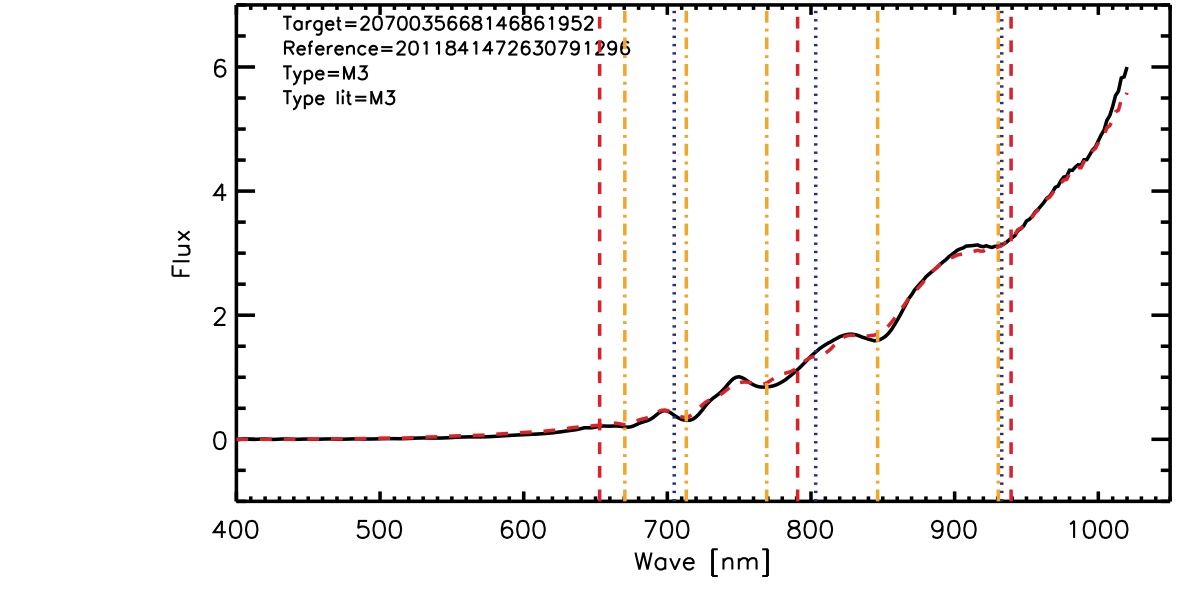 Target=2070035668146861952
Reference=2011841472630791296
Type=M3
Type lit=M3
6
4
2
0
Flux
400 500 600 700 800 900 1000
Wave [nm]